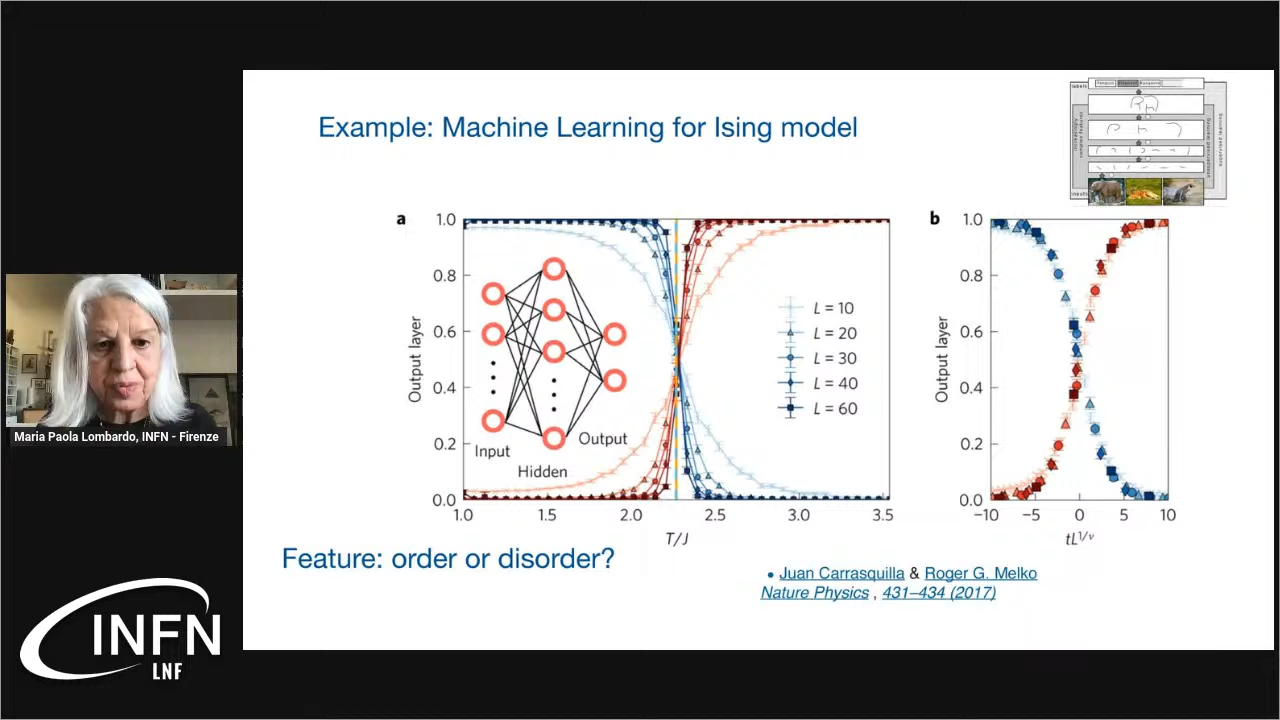 Example: Machine Learning for Ising model
labels
inputs
supervised learning
a
1.0
0.8
0.6
0.4
0.2
0.0
Output layer
1.0 1.5 2.0 2.5 3.0 3.5
T/J
Input
Hidden
Output
L = 10
L = 20
L = 30
L = 40
L = 60
b
1.0
0.8
0.6
0.4
0.2
0.0
Output layer
−10 −5 0 5 10
tL^1/ν
Feature: order or disorder?
• Juan Carrasquilla & Roger G. Melko
Nature Physics , 431–434 (2017)
Maria Paola Lombardo, INFN - Firenze
INFN
LNF